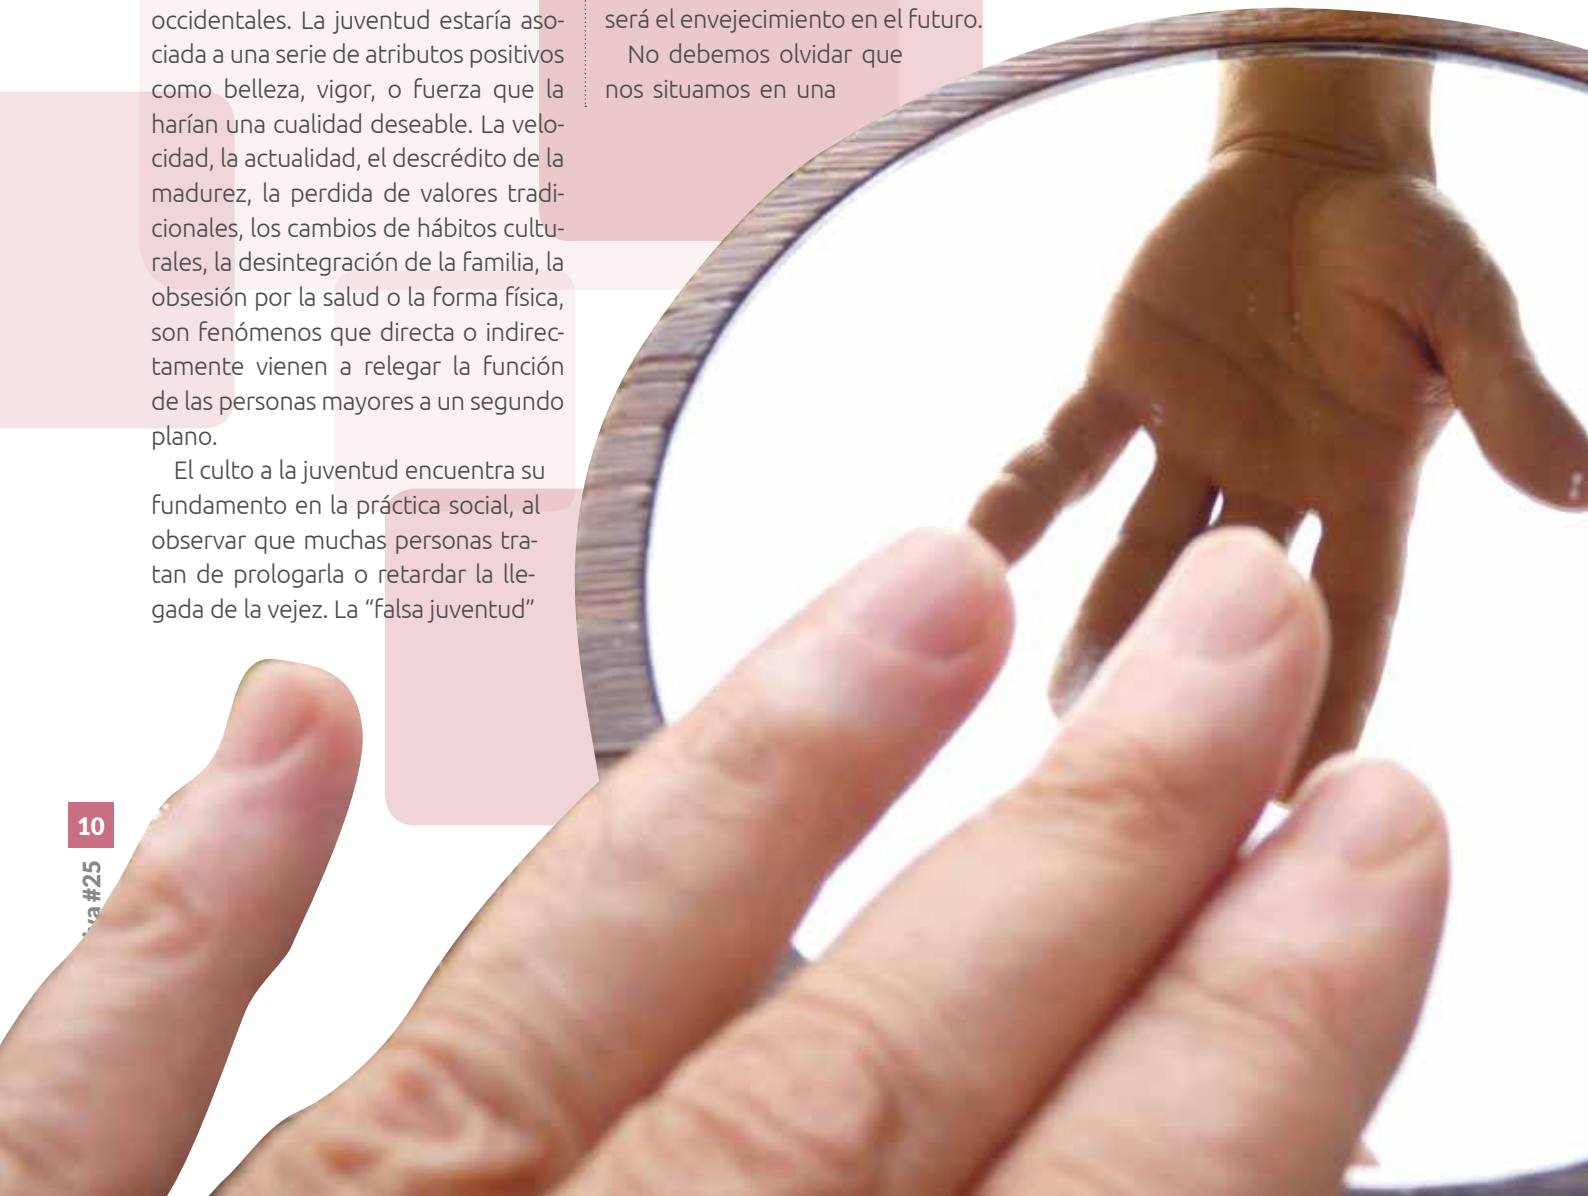 occidentales. La juventud estaría aso-
ciada a una serie de atributos positivos
como belleza, vigor, o fuerza que la
harían una cualidad deseable. La velo-
cidad, la actualidad, el descrédito de la
madurez, la perdida de valores tradi-
cionales, los cambios de hábitos cultu-
rales, la desintegración de la familia, la
obsesión por la salud o la forma física,
son fenómenos que directa o indirec-
tamente vienen a relegar la función
de las personas mayores a un segundo
plano.
El culto a la juventud encuentra su
fundamento en la práctica social, al
observar que muchas personas tra-
tan de prologarla o retardar la lle-
gada de la vejez. La “falsa juventud”
será el envejecimiento en el futuro.
No debemos olvidar que
nos situamos en una
10
#25